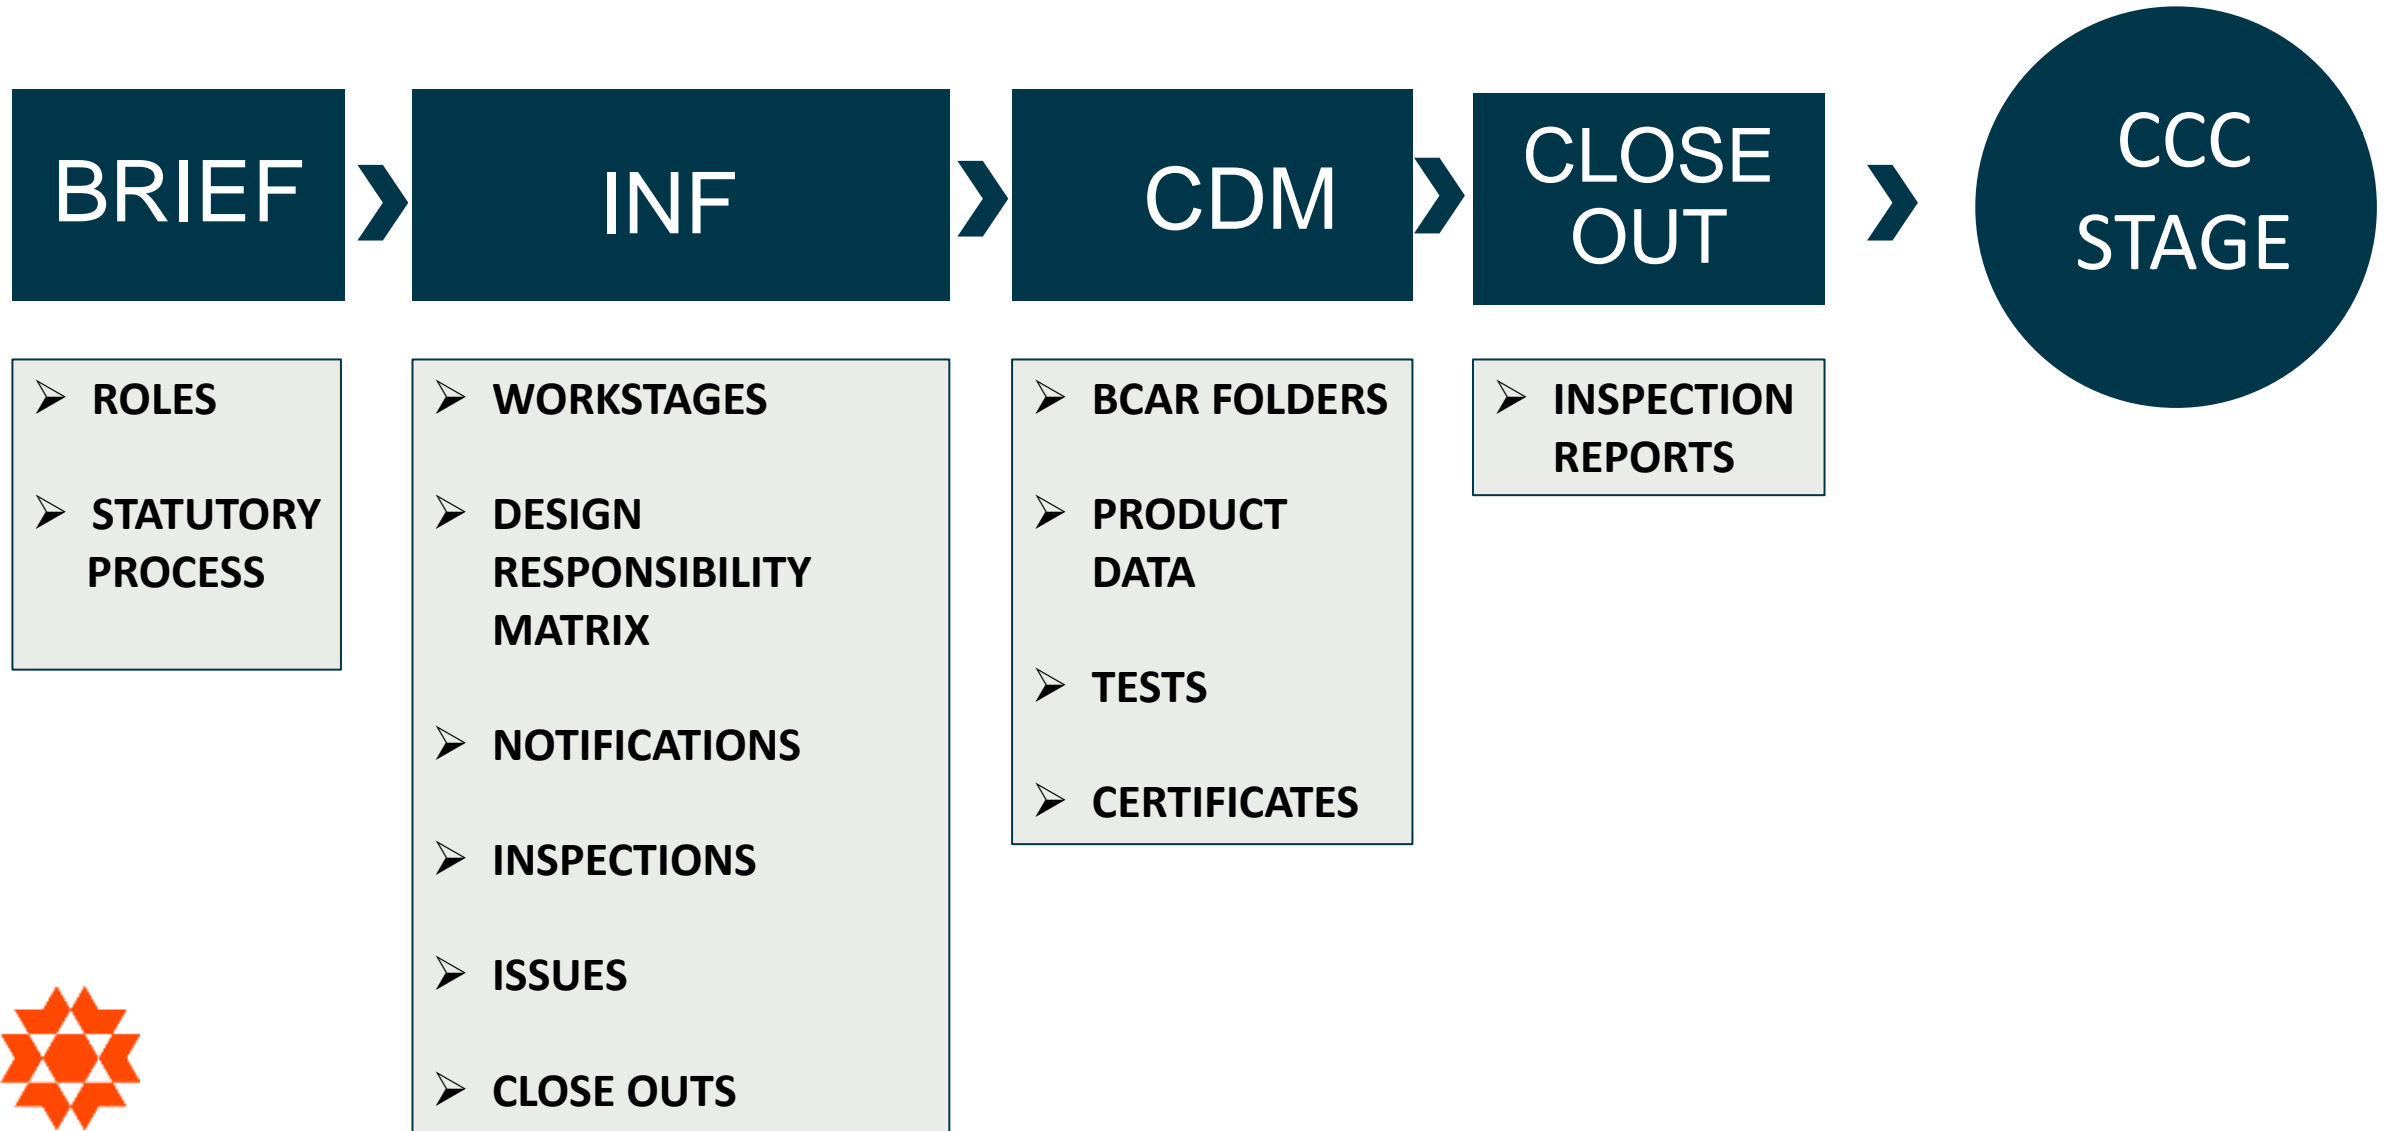 BRIEF
INF
CDM
CLOSE
OUT
CCC
STAGE
ROLES
STATUTORY
PROCESS
WORKSTAGES
DESIGN
RESPONSIBILITY
MATRIX
NOTIFICATIONS
INSPECTIONS
ISSUES
CLOSE OUTS
BCAR FOLDERS
PRODUCT
DATA
TESTS
CERTIFICATES
INSPECTION
REPORTS